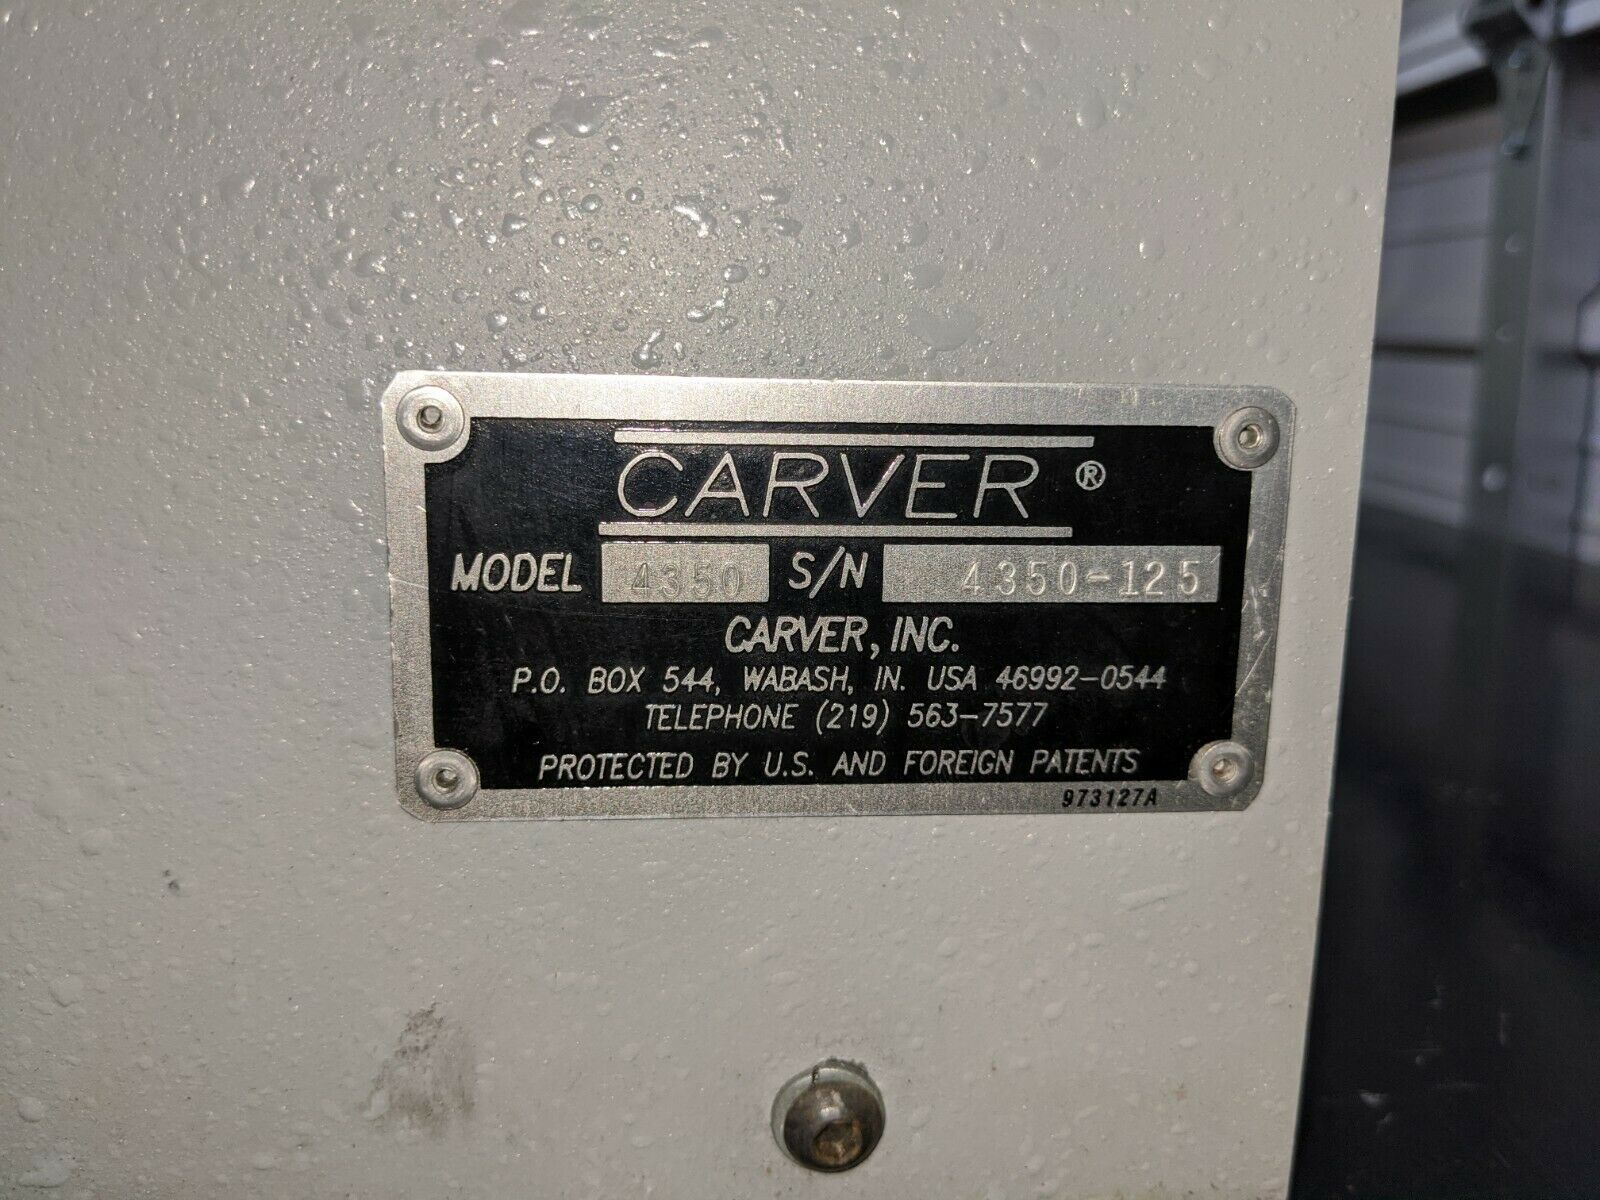 CARVER ®
MODEL 4350 S/N 4350-125
CARVER, INC.
P.O. BOX 544, WABASH, IN. USA 46992-0544
TELEPHONE (219) 563-7577
PROTECTED BY U.S. AND FOREIGN PATENTS
973127A